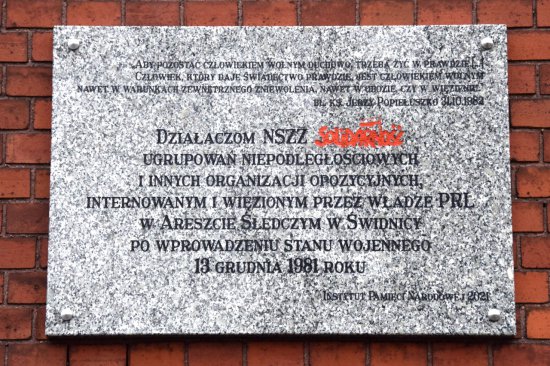 „Aby pozostać człowiekiem wolnym duchowo, trzeba żyć w prawdzie [...]
Człowiek, który daje świadectwo prawdzie, jest człowiekiem wolnym
nawet w warunkach zewnętrznego zniewolenia, nawet w obozie, czy w więzieniu."
bł. ks. Jerzy Popiełuszko 31.10.1982
Działaczom NSZZ Solidarność
ugrupowań niepodległościowych
i innych organizacji opozycyjnych,
internowanym i więzionym przez władze PRL
w Areszcie Śledczym w Świdnicy
po wprowadzeniu stanu wojennego
13 grudnia 1981 roku
Instytut Pamięci Narodowej 2021